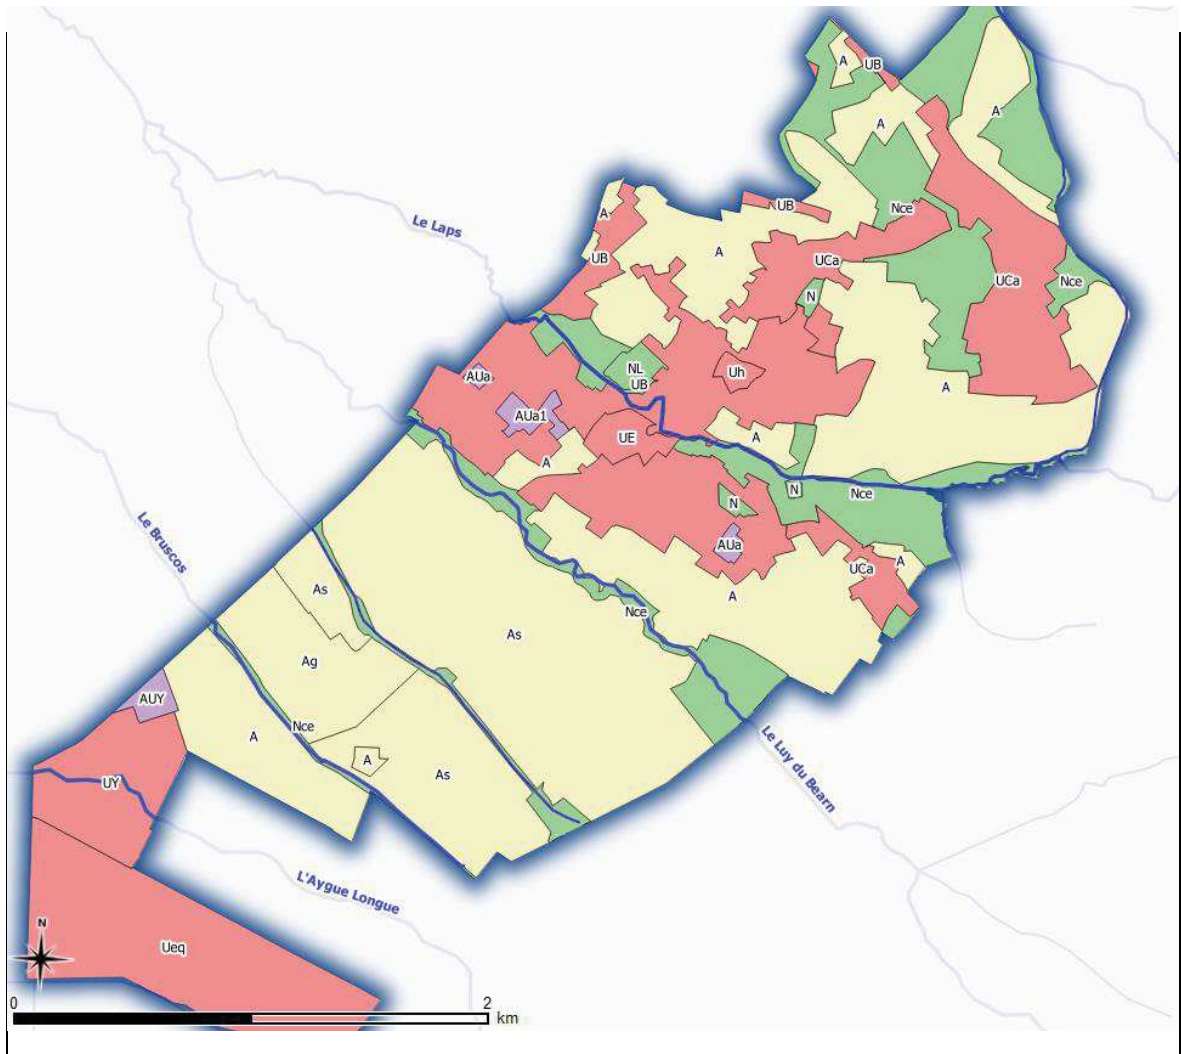 A
UB
A
A
Nce
UB
A
UB
A
UCa
UCa
Nce
N
NL
UB
Uh
AUa
AUa1
A
UE
A
A
N
Nce
N
AUa
UCa
A
A
Nce
As
As
Ag
AUY
A
Nce
A
As
UY
Ueq
Le Laps
Le Bruscos
Le Luy du Bearn
L'Aygue Longue
N
0 2
km